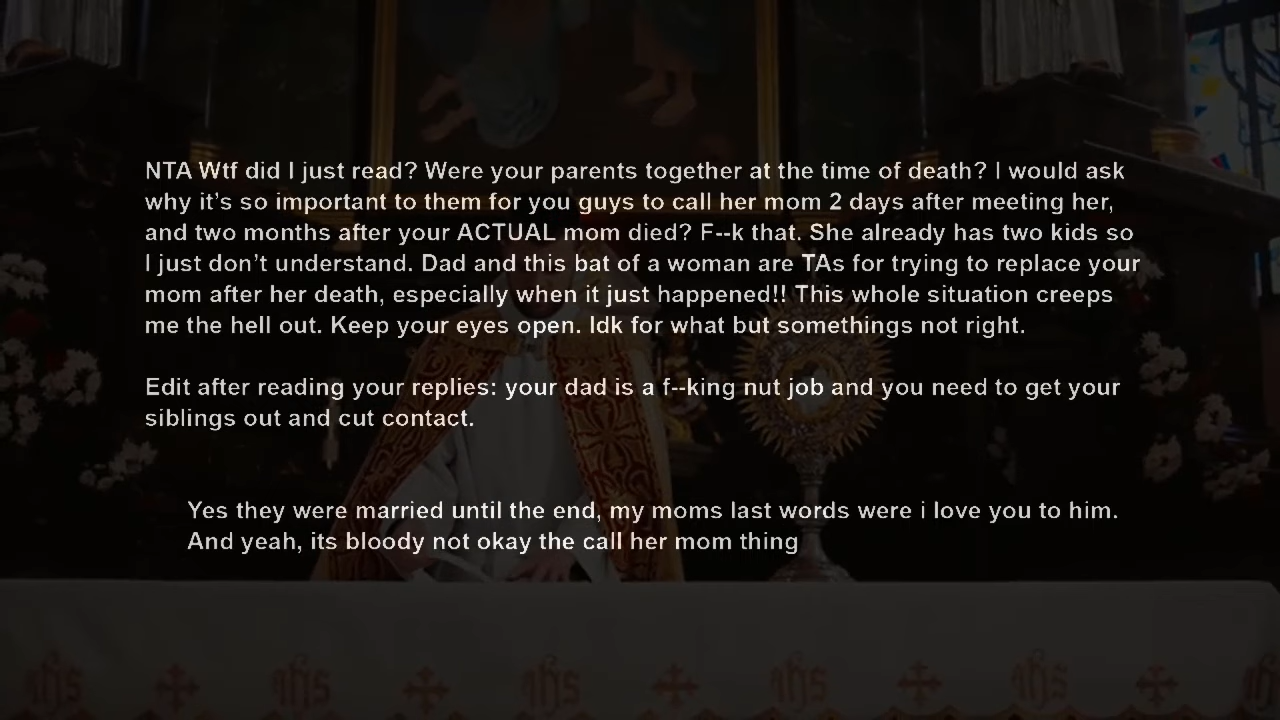 NTA Wtf did I just read? Were your parents together at the time of death? I would ask
why it's so important to them for you guys to call her mom 2 days after meeting her,
and two months after your ACTUAL mom died? F--k that. She already has two kids so
I just don't understand. Dad and this bat of a woman are TAs for trying to replace your
mom after her death, especially when it just happened!! This whole situation creeps
me the hell out. Keep your eyes open. Idk for what but somethings not right.
Edit after reading your replies: your dad is a f--king nut job and you need to get your
siblings out and cut contact.
Yes they were married until the end, my moms last words were i love you to him.
And yeah, its bloody not okay the call her mom thing
ihs ihs ihs ihs ihs ihs